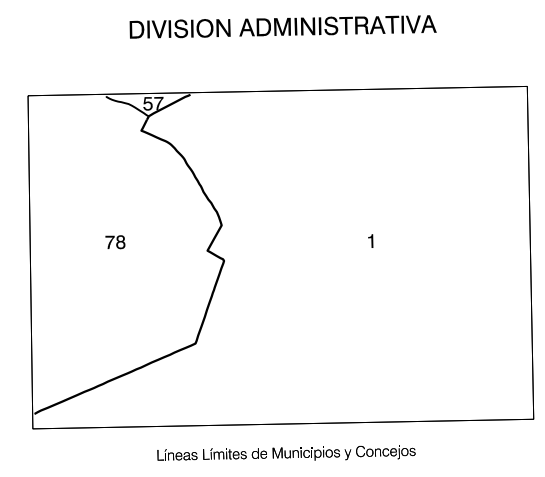 DIVISION ADMINISTRATIVA
57
78
1
Líneas Límites de Municipios y Concejos